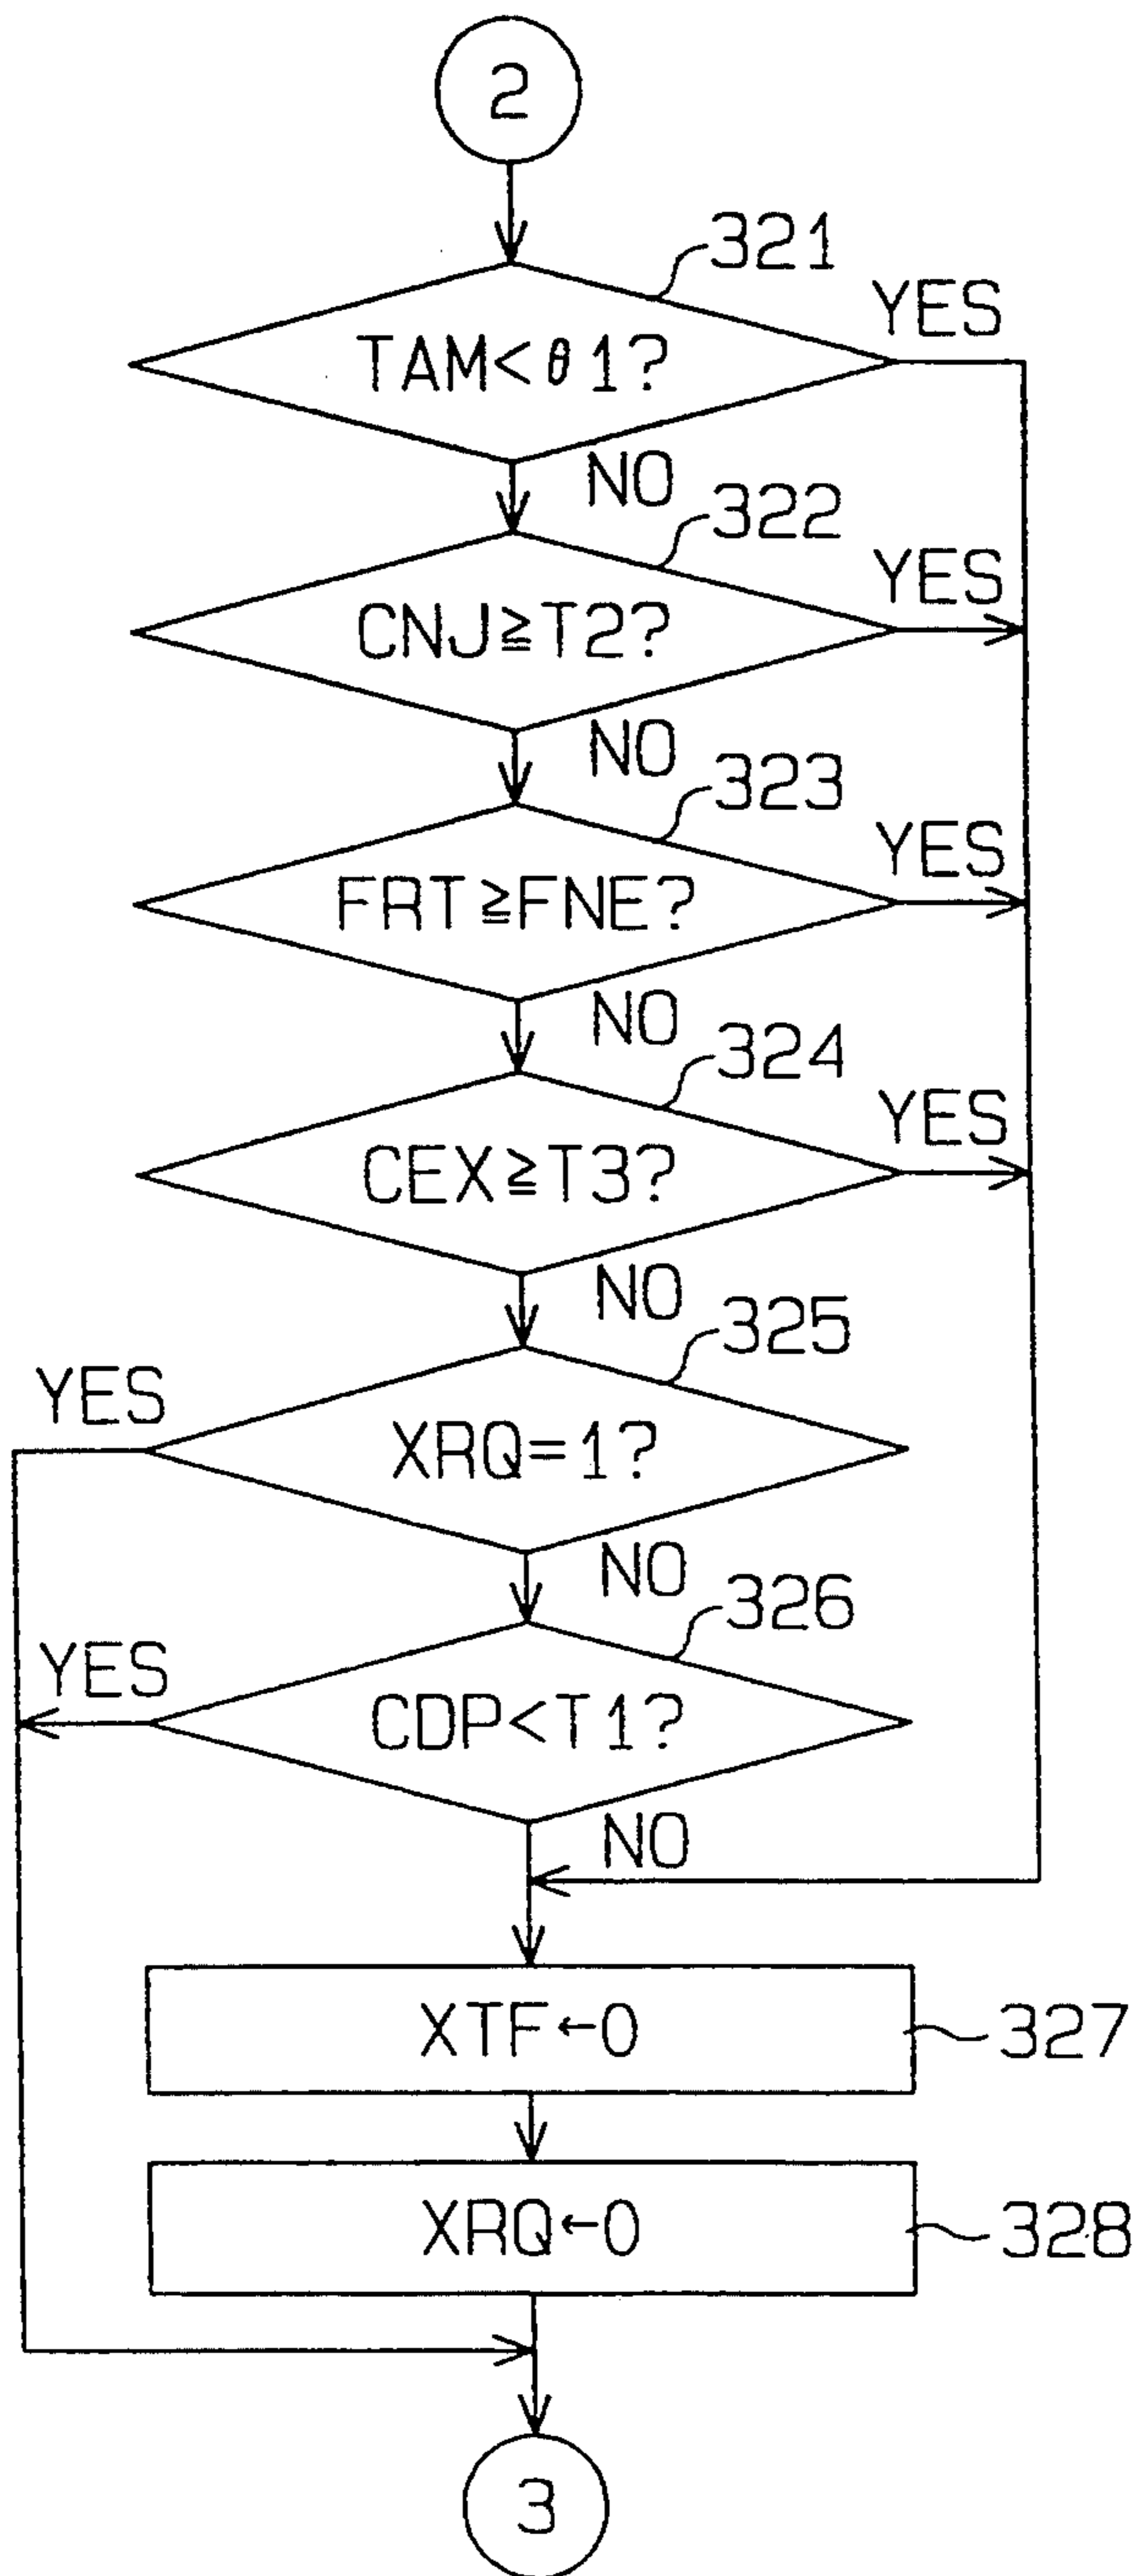 2
321
YES
TAM<θ1?
NO
322
YES
CNJ≧T2?
NO
323
YES
FRT≧FNE?
NO
324
YES
CEX≧T3?
NO
325
YES
XRQ=1?
NO
326
YES
CDP<T1?
NO
XTF←0
327
XRQ←0
328
3